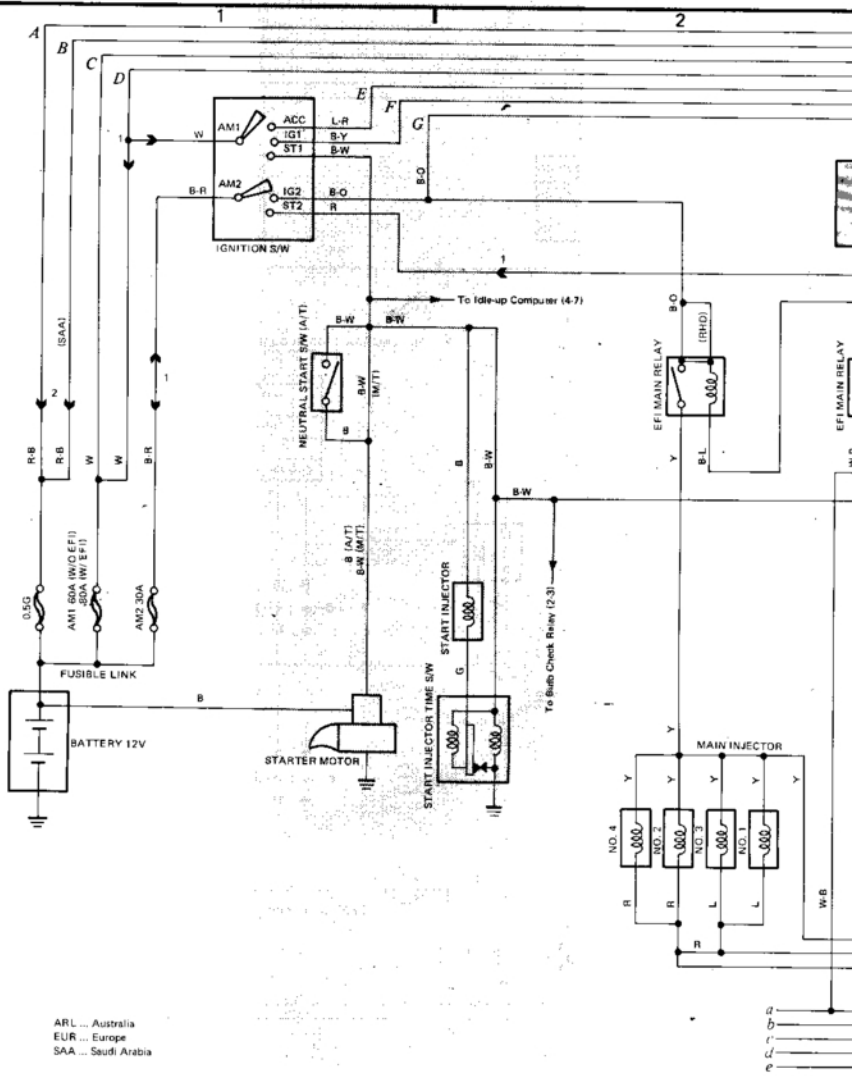 1
2
A
B
C
D
E
F
G
1
W
AM1
ACC
L-R
IG1
B-Y
ST1
B-W
B-R
AM2
IG2
B-O
ST2
R
B-O
IGNITION S/W
1
To Idle-up Computer (4-7)
(SAA)
2
1
R-B
R-B
W
W
B-R
NEUTRAL START S/W (A/T)
B-W
B-W
B-W
(M/T)
B
B
B-W
B-W
B-O
(RHD)
EFI MAIN RELAY
EFI MAIN RELAY
Y
B-L
0.5G
AM1 60A (W/O EFI)
80A (W/ EFI)
AM2 30A
B (A/T)
B-W (M/T)
START INJECTOR
G
To Bulb Check Relay (2-3)
FUSIBLE LINK
B
BATTERY 12V
STARTER MOTOR
START INJECTOR TIME S/W
Y
MAIN INJECTOR
Y
Y
Y
Y
Y
NO. 4
NO. 2
NO. 3
NO. 1
R
R
L
L
W-B
R
ARL ... Australia
EUR ... Europe
SAA ... Saudi Arabia
a
b
c
d
e